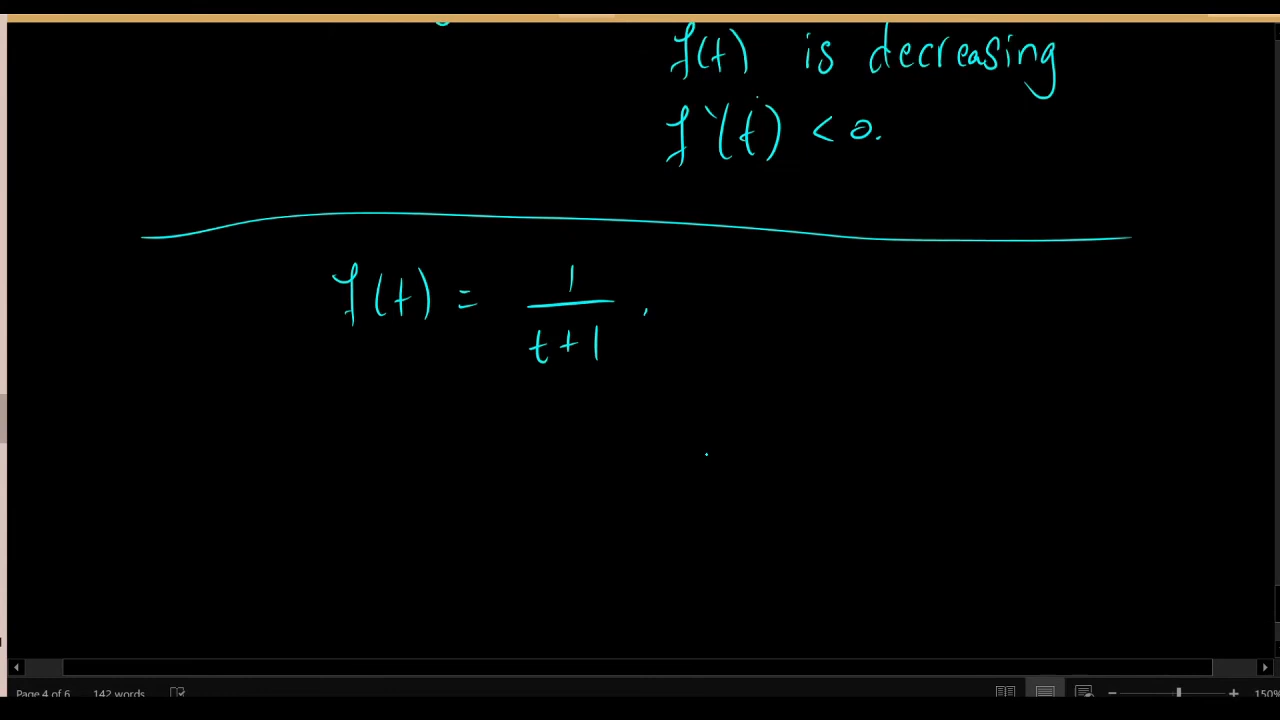 f(t) is decreasing
f`(t) < 0.
f(t) = 1/(t+1).
Page 4 of 6 142 words 150%